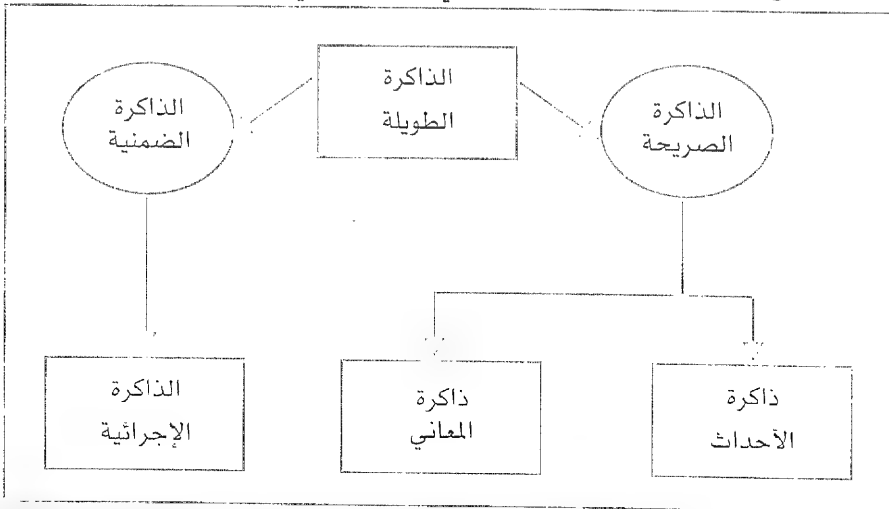 الذاكرة
الطويلة
الذاكرة
الصريحة
الذاكرة
الضمنية
ذاكرة
الأحداث
ذاكرة
المعاني
الذاكرة
الإجرائية